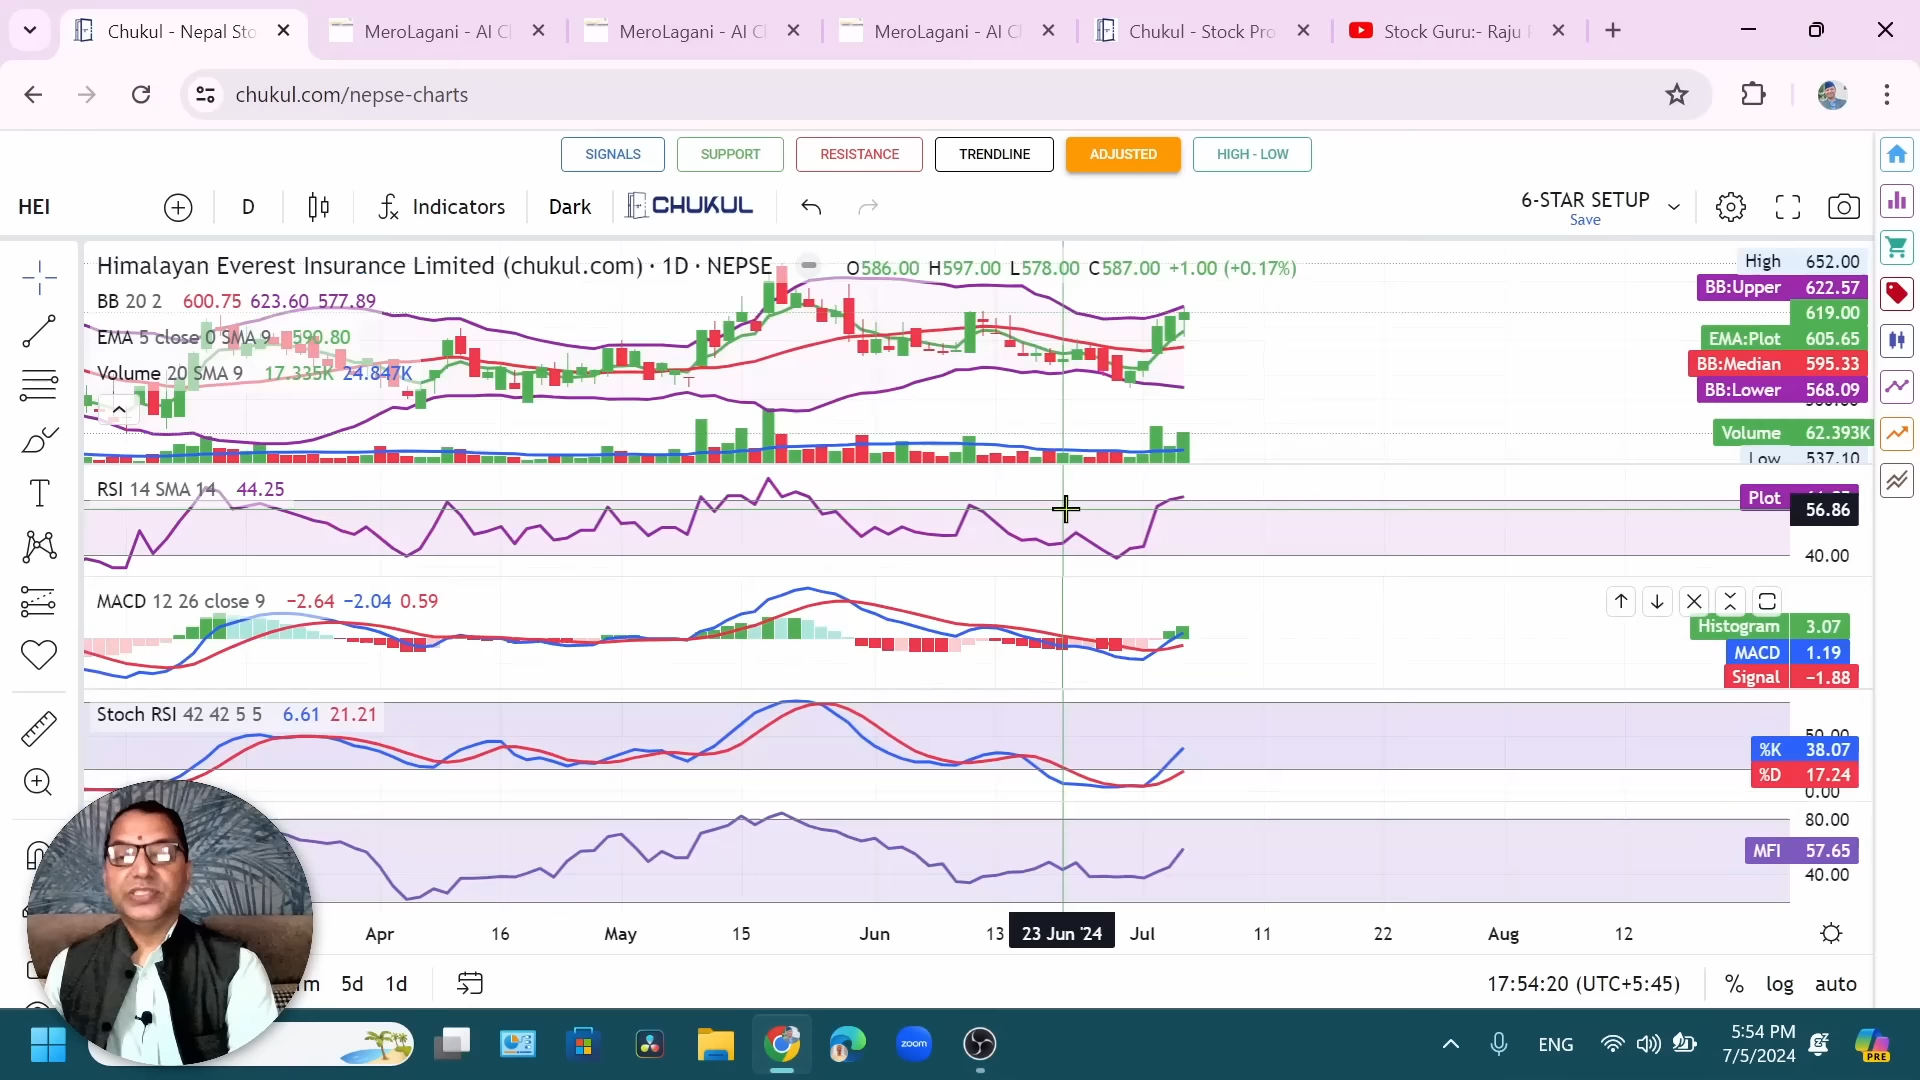 Chukul - Nepal Sto
MeroLagani - AI C
MeroLagani - AI C
MeroLagani - AI C
Chukul - Stock Pro
Stock Guru:- Raju
chukul.com/nepse-charts
SIGNALS
SUPPORT
RESISTANCE
TRENDLINE
ADJUSTED
HIGH - LOW
HEI
D
Indicators
Dark
CHUKUL
6-STAR SETUP
Save
Himalayan Everest Insurance Limited (chukul.com) · 1D · NEPSE
O586.00 H597.00 L578.00 C587.00 +1.00 (+0.17%)
BB 20 2 600.75 623.60 577.89
EMA 5 close 0 SMA 9 590.80
Volume 20 SMA 9 17.335K 24.847K
High 652.00
BB:Upper 622.57
619.00
EMA:Plot 605.65
BB:Median 595.33
BB:Lower 568.09
Volume 62.393K
Low 537.10
RSI 14 SMA 14 44.25
Plot
56.86
40.00
MACD 12 26 close 9 −2.64 −2.04 0.59
Histogram 3.07
MACD 1.19
Signal −1.88
Stoch RSI 42 42 5 5 6.61 21.21
50.00
%K 38.07
%D 17.24
0.00
80.00
MFI 57.65
40.00
Apr
16
May
15
Jun
13
23 Jun '24
Jul
11
22
Aug
12
m
5d
1d
17:54:20 (UTC+5:45)
%
log
auto
zoom
ENG
5:54 PM
7/5/2024
PRE